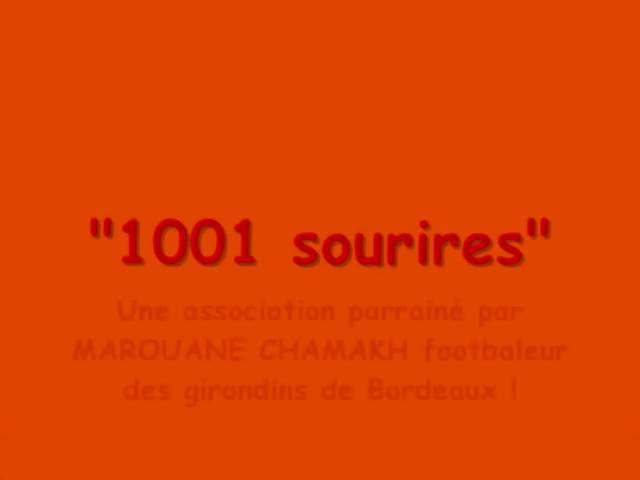 "1001 sourires"
Une association parrainé par
MAROUANE CHAMAKH footbaleur
des girondins de Bordeaux !